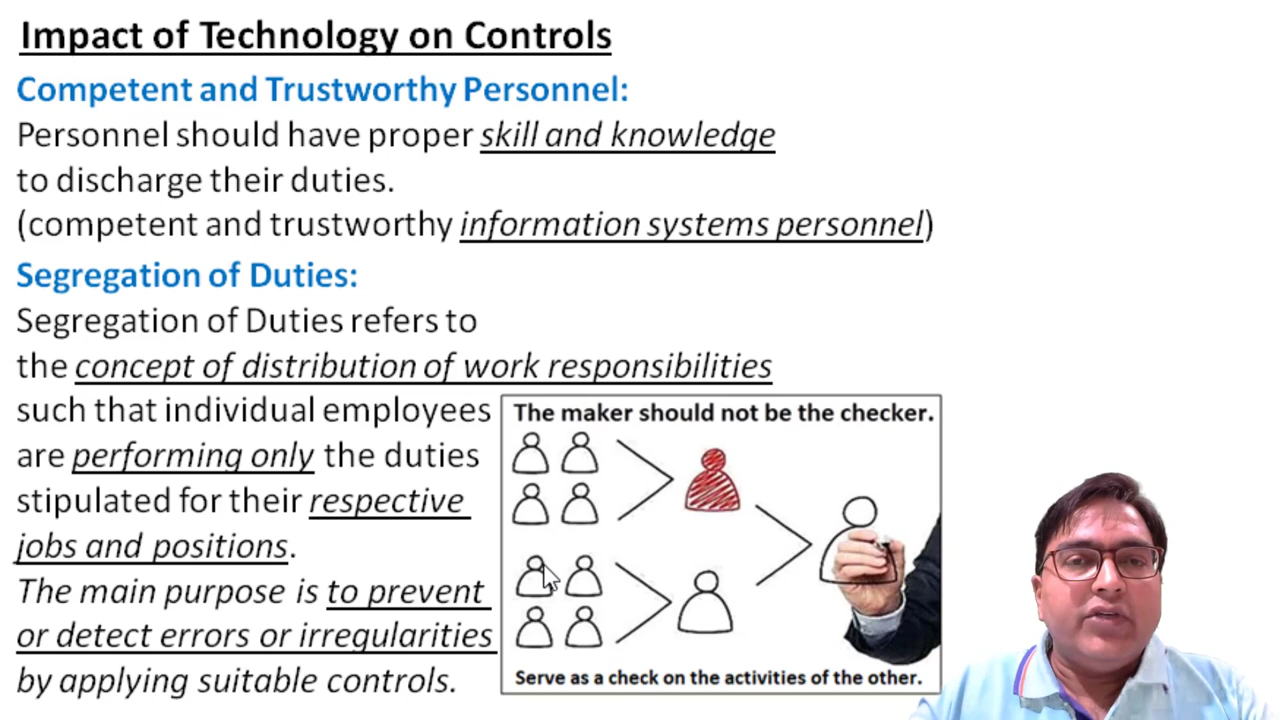 Impact of Technology on Controls
Competent and Trustworthy Personnel:
Personnel should have proper skill and knowledge
to discharge their duties.
(competent and trustworthy information systems personnel)
Segregation of Duties:
Segregation of Duties refers to
the concept of distribution of work responsibilities
such that individual employees
are performing only the duties
stipulated for their respective
jobs and positions.
The main purpose is to prevent
or detect errors or irregularities
by applying suitable controls.
The maker should not be the checker.
Serve as a check on the activities of the other.